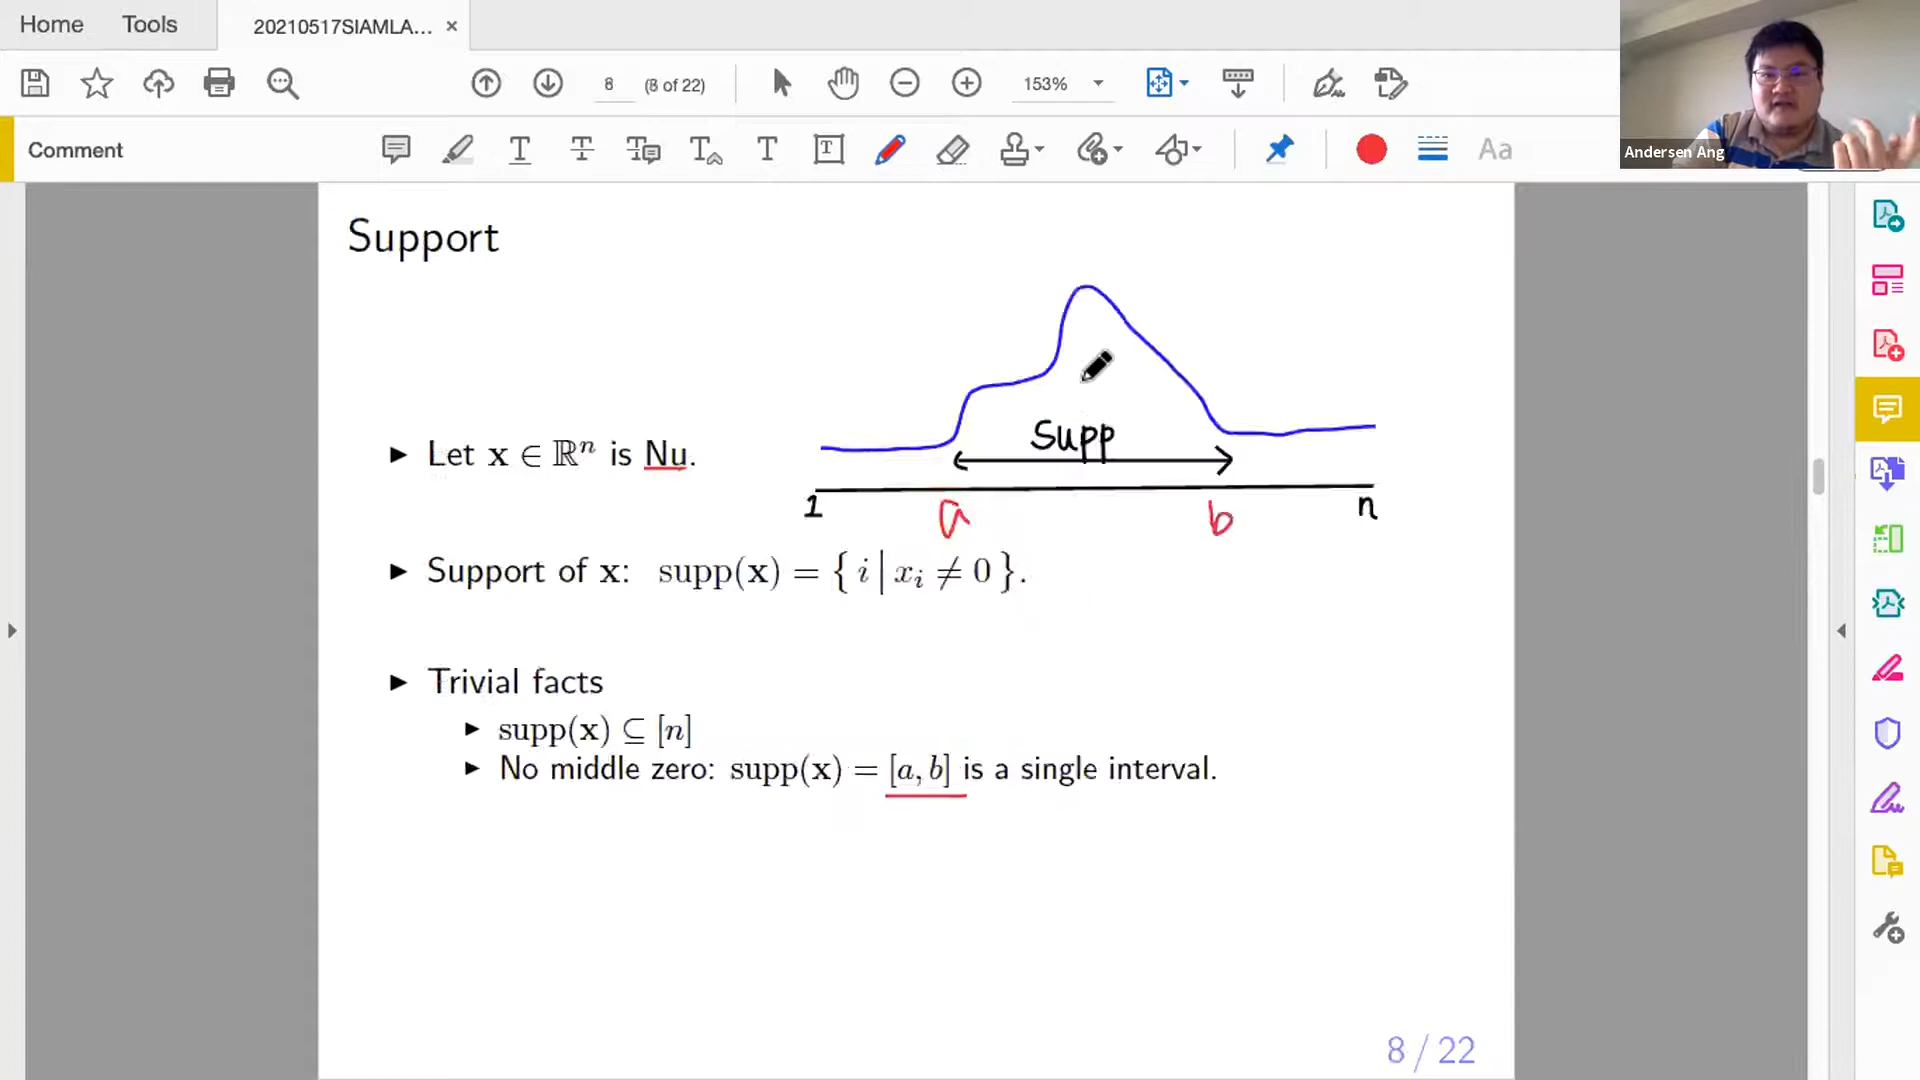 Home Tools 20210517SIAMLA... ×
8 (8 of 22) 153%
Comment T T T T T T Aa
Andersen Ang
Support
Supp
▶ Let x ∈ ℝⁿ is Nu.
1 a b n
▶ Support of x: supp(x) = { i | xᵢ ≠ 0 }.
▶ Trivial facts
▶ supp(x) ⊆ [n]
▶ No middle zero: supp(x) = [a, b] is a single interval.
8 / 22